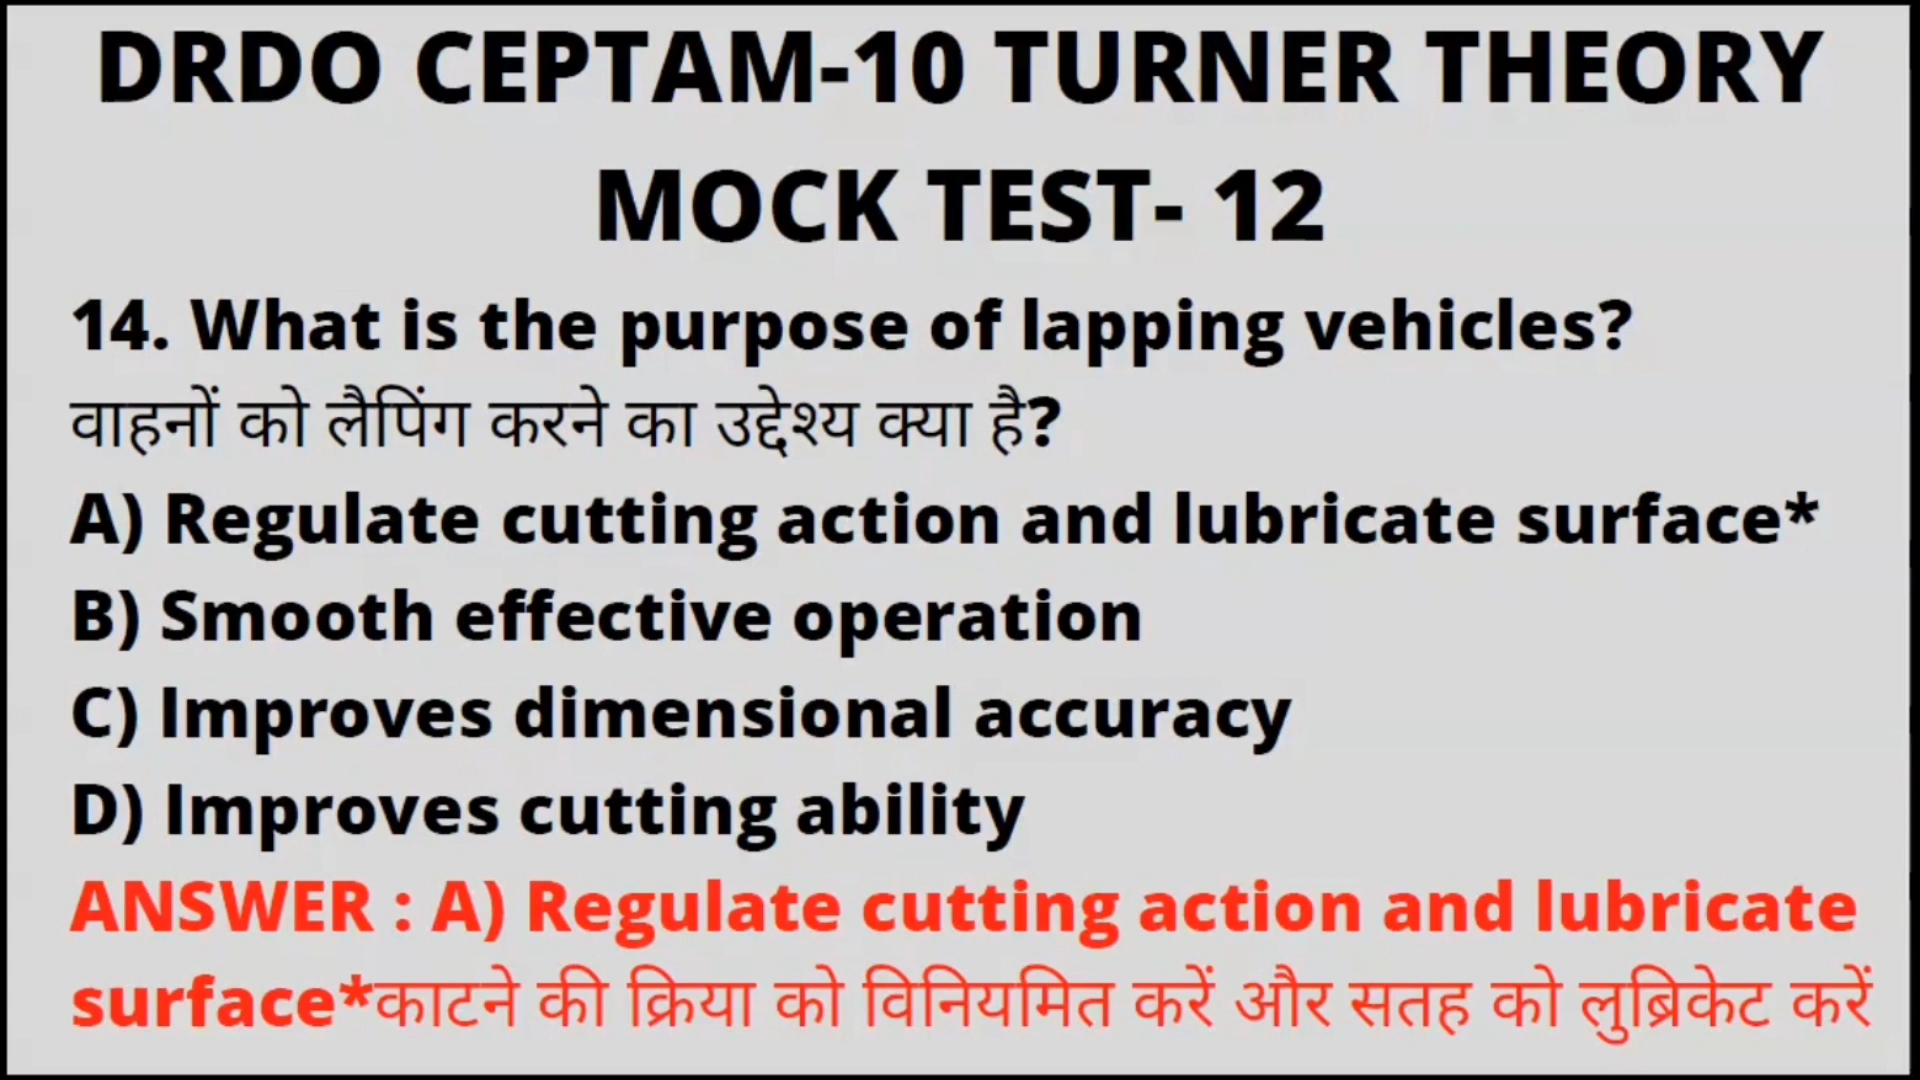 DRDO CEPTAM-10 TURNER THEORY
MOCK TEST- 12
14. What is the purpose of lapping vehicles?
वाहनों को लैपिंग करने का उद्देश्य क्या है?
A) Regulate cutting action and lubricate surface*
B) Smooth effective operation
C) Improves dimensional accuracy
D) Improves cutting ability
ANSWER : A) Regulate cutting action and lubricate
surface*काटने की क्रिया को विनियमित करें और सतह को लुब्रिकेट करें